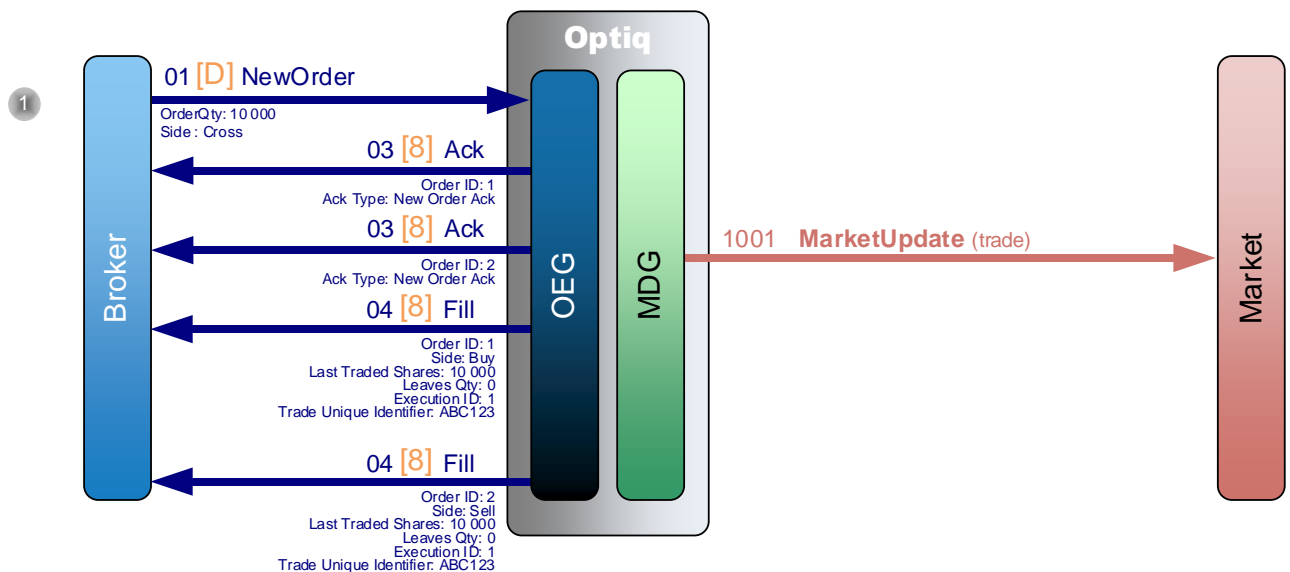 Optiq
1
01 [D] NewOrder
OrderQty: 10 000
Side : Cross
03 [8] Ack
Order ID: 1
Ack Type: New Order Ack
03 [8] Ack
Order ID: 2
Ack Type: New Order Ack
04 [8] Fill
Order ID: 1
Side: Buy
Last Traded Shares: 10 000
Leaves Qty: 0
Execution ID: 1
Trade Unique Identifier: ABC123
04 [8] Fill
Order ID: 2
Side: Sell
Last Traded Shares: 10 000
Leaves Qty: 0
Execution ID: 1
Trade Unique Identifier: ABC123
Broker
OEG
MDG
1001 MarketUpdate (trade)
Market